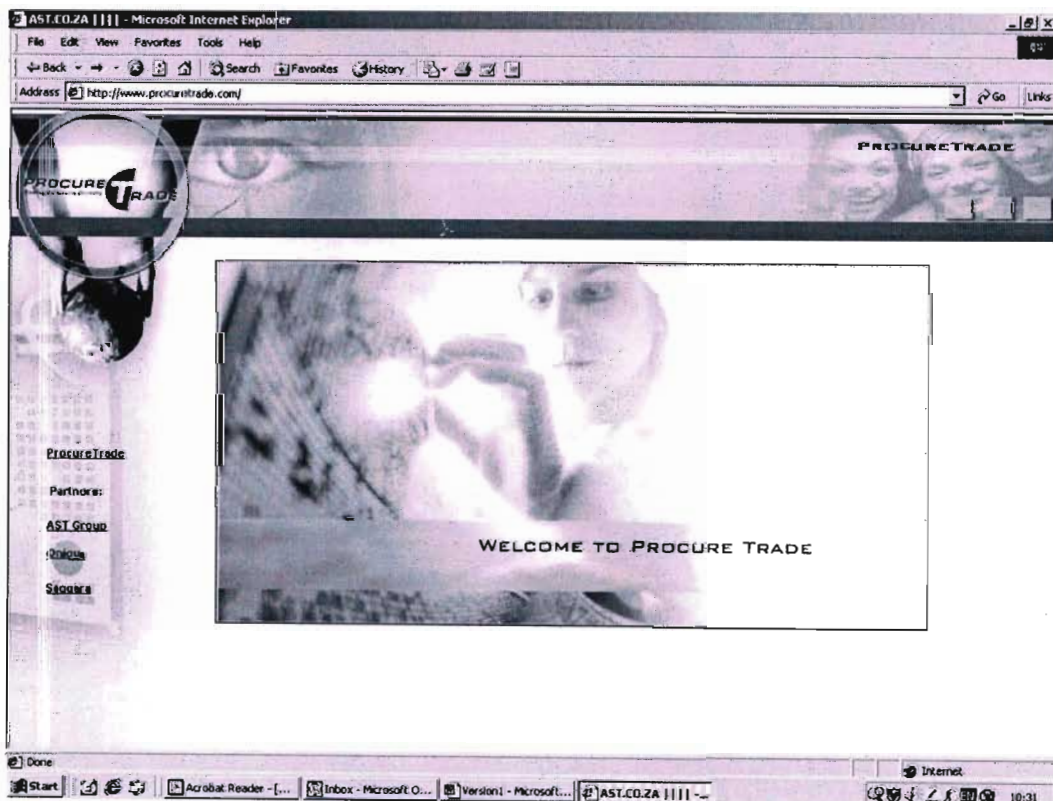 AST.CO.ZA |||| - Microsoft Internet Explorer
File Edit View Favorites Tools Help
Back Search Favorites History
Address http://www.procuretrade.com/ Go Links
PROCURETRADE
PROCURE TRADE
ProcureTrade
Partners:
AST Group
Onique
Sequara
WELCOME TO PROCURE TRADE
Done Internet
Start Acrobat Reader - [... Inbox - Microsoft O... Version1 - Microsoft... AST.CO.ZA |||| -... 10:31